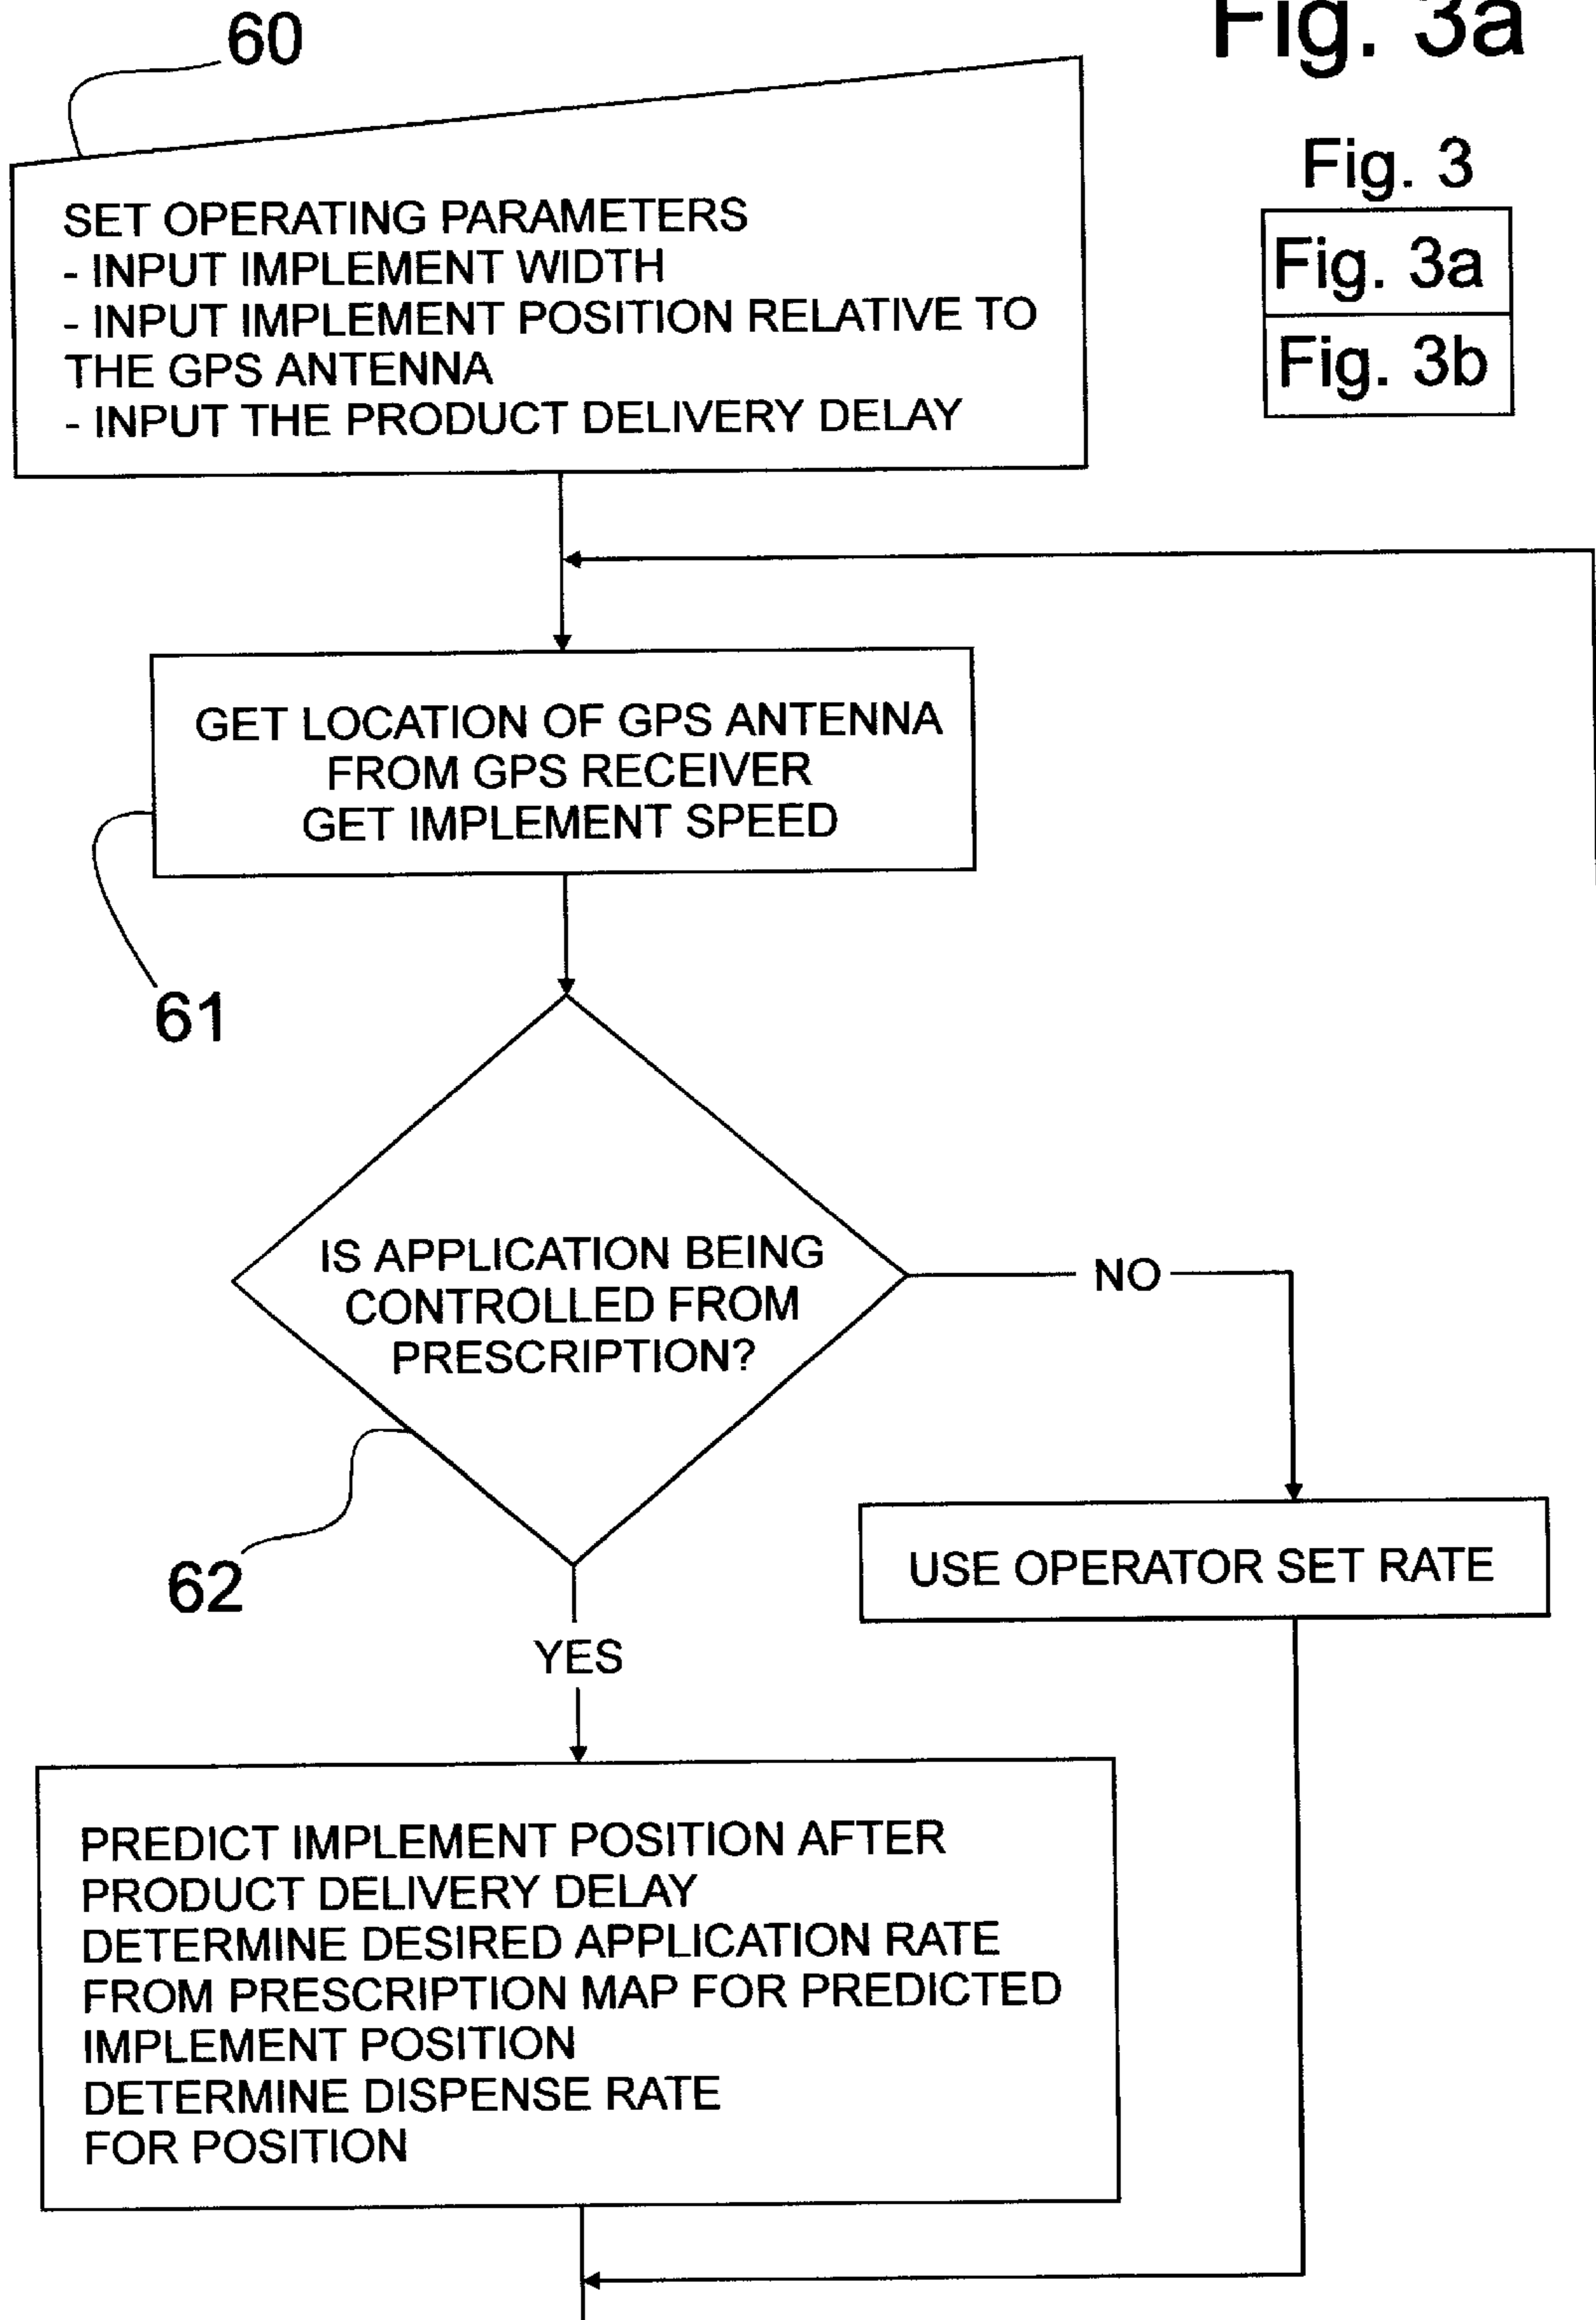 Fig. 3a
60
Fig. 3
Fig. 3a
Fig. 3b
SET OPERATING PARAMETERS
- INPUT IMPLEMENT WIDTH
- INPUT IMPLEMENT POSITION RELATIVE TO
THE GPS ANTENNA
- INPUT THE PRODUCT DELIVERY DELAY
GET LOCATION OF GPS ANTENNA
FROM GPS RECEIVER
GET IMPLEMENT SPEED
61
IS APPLICATION BEING
CONTROLLED FROM
PRESCRIPTION?
NO
62
USE OPERATOR SET RATE
YES
PREDICT IMPLEMENT POSITION AFTER
PRODUCT DELIVERY DELAY
DETERMINE DESIRED APPLICATION RATE
FROM PRESCRIPTION MAP FOR PREDICTED
IMPLEMENT POSITION
DETERMINE DISPENSE RATE
FOR POSITION